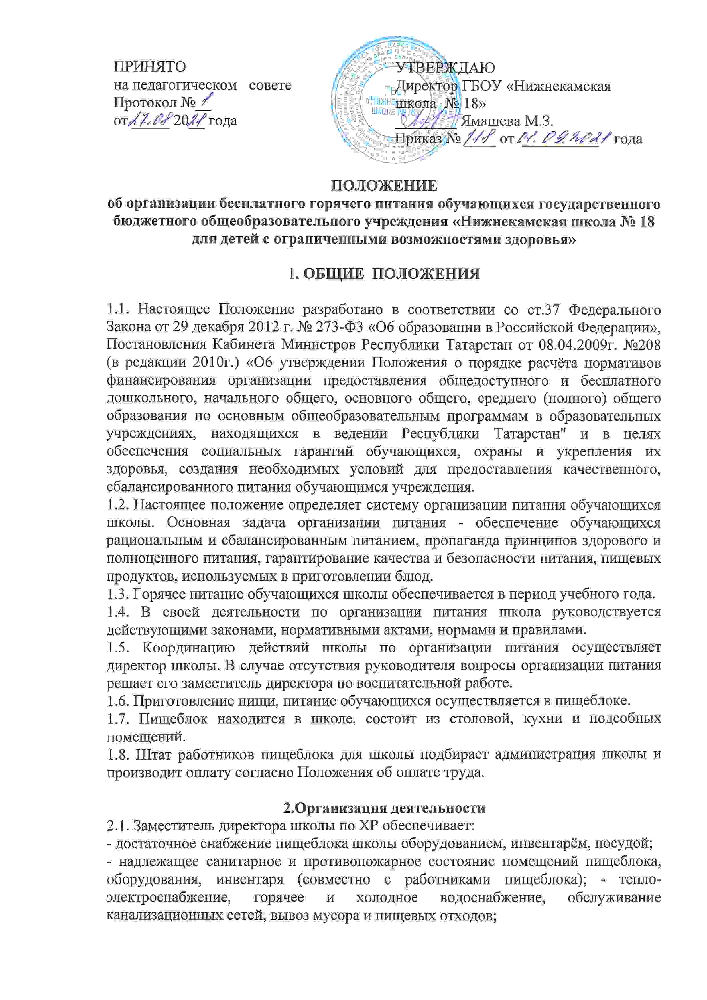 ПРИНЯТО
на педагогическом совете
Протокол № 1
от 27.08 2021 года
УТВЕРЖДАЮ
Директор ГБОУ «Нижнекамская
школа № 18»
Ямашева М.З.
Приказ № 118 от 01.09.2021 года
ГБОУ
«Нижнекамская
школа №18»
ПОЛОЖЕНИЕ
об организации бесплатного горячего питания обучающихся государственного
бюджетного общеобразовательного учреждения «Нижнекамская школа № 18
для детей с ограниченными возможностями здоровья»
1. ОБЩИЕ ПОЛОЖЕНИЯ
1.1. Настоящее Положение разработано в соответствии со ст.37 Федерального
Закона от 29 декабря 2012 г. № 273-ФЗ «Об образовании в Российской Федерации»,
Постановления Кабинета Министров Республики Татарстан от 08.04.2009г. №208
(в редакции 2010г.) «Об утверждении Положения о порядке расчёта нормативов
финансирования организации предоставления общедоступного и бесплатного
дошкольного, начального общего, основного общего, среднего (полного) общего
образования по основным общеобразовательным программам в образовательных
учреждениях, находящихся в ведении Республики Татарстан" и в целях
обеспечения социальных гарантий обучающихся, охраны и укрепления их
здоровья, создания необходимых условий для предоставления качественного,
сбалансированного питания обучающимся учреждения.
1.2. Настоящее положение определяет систему организации питания обучающихся
школы. Основная задача организации питания - обеспечение обучающихся
рациональным и сбалансированным питанием, пропаганда принципов здорового и
полноценного питания, гарантирование качества и безопасности питания, пищевых
продуктов, используемых в приготовлении блюд.
1.3. Горячее питание обучающихся школы обеспечивается в период учебного года.
1.4. В своей деятельности по организации питания школа руководствуется
действующими законами, нормативными актами, нормами и правилами.
1.5. Координацию действий школы по организации питания осуществляет
директор школы. В случае отсутствия руководителя вопросы организации питания
решает его заместитель директора по воспитательной работе.
1.6. Приготовление пищи, питание обучающихся осуществляется в пищеблоке.
1.7. Пищеблок находится в школе, состоит из столовой, кухни и подсобных
помещений.
1.8. Штат работников пищеблока для школы подбирает администрация школы и
производит оплату согласно Положения об оплате труда.
2.Организация деятельности
2.1. Заместитель директора школы по ХР обеспечивает:
- достаточное снабжение пищеблока школы оборудованием, инвентарём, посудой;
- надлежащее санитарное и противопожарное состояние помещений пищеблока,
оборудования, инвентаря (совместно с работниками пищеблока); - тепло-
электроснабжение, горячее и холодное водоснабжение, обслуживание
канализационных сетей, вывоз мусора и пищевых отходов;